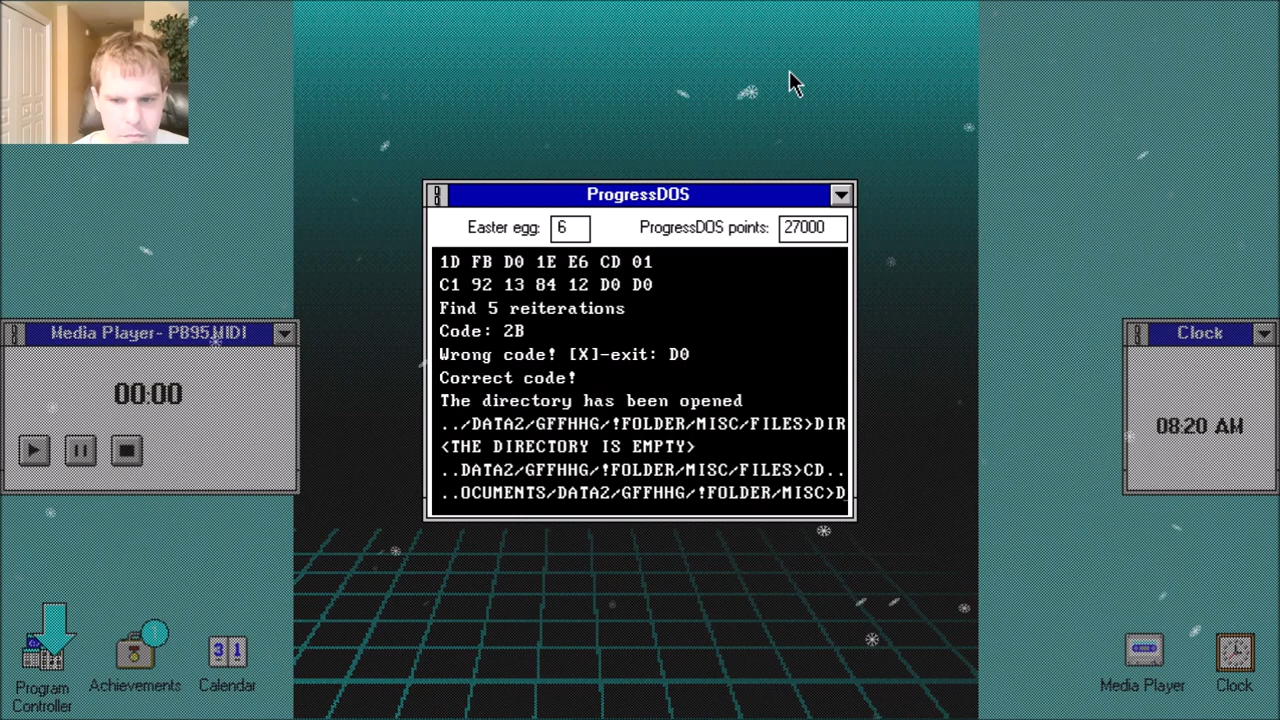 ProgressDOS
Easter egg: 6 ProgressDOS points: 27000
1D FB D0 1E E6 CD 01
C1 92 13 84 12 D0 D0
Find 5 reiterations
Code: 2B
Wrong code! [X]-exit: D0
Correct code!
The directory has been opened
../DATA2/GFFHHG/!FOLDER/MISC/FILES>DIR
<THE DIRECTORY IS EMPTY>
..DATA2/GFFHHG/!FOLDER/MISC/FILES>CD..
..OCUMENTS/DATA2/GFFHHG/!FOLDER/MISC>D_
Media Player- PB95.MIDI
00:00
Clock
08:20 AM
Program
Controller
Achievements
1
Calendar
31
Media Player
Clock